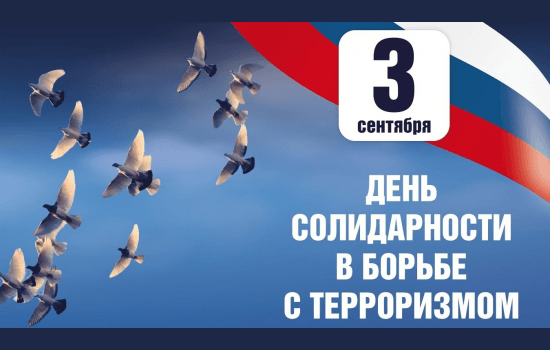 3
сентября
ДЕНЬ
СОЛИДАРНОСТИ
В БОРЬБЕ
С ТЕРРОРИЗМОМ